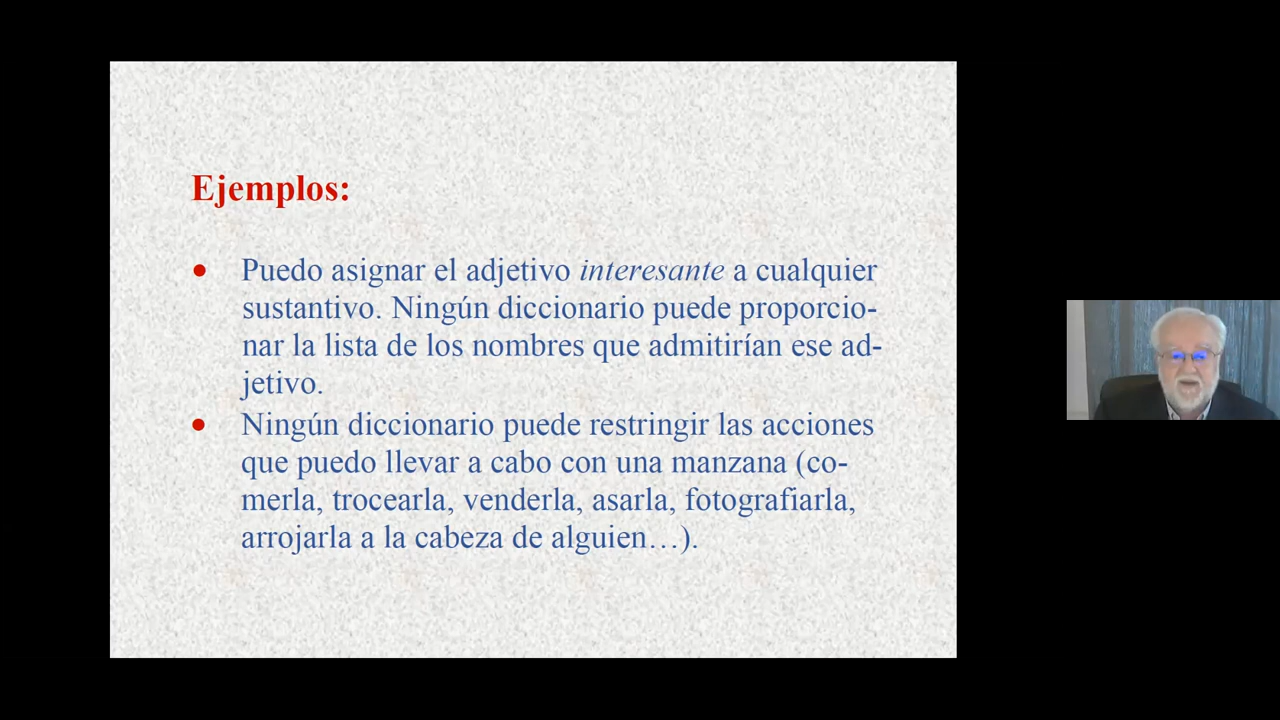 Ejemplos:
• Puedo asignar el adjetivo interesante a cualquier
sustantivo. Ningún diccionario puede proporcio-
nar la lista de los nombres que admitirían ese ad-
jetivo.
• Ningún diccionario puede restringir las acciones
que puedo llevar a cabo con una manzana (co-
merla, trocearla, venderla, asarla, fotografiarla,
arrojarla a la cabeza de alguien…).